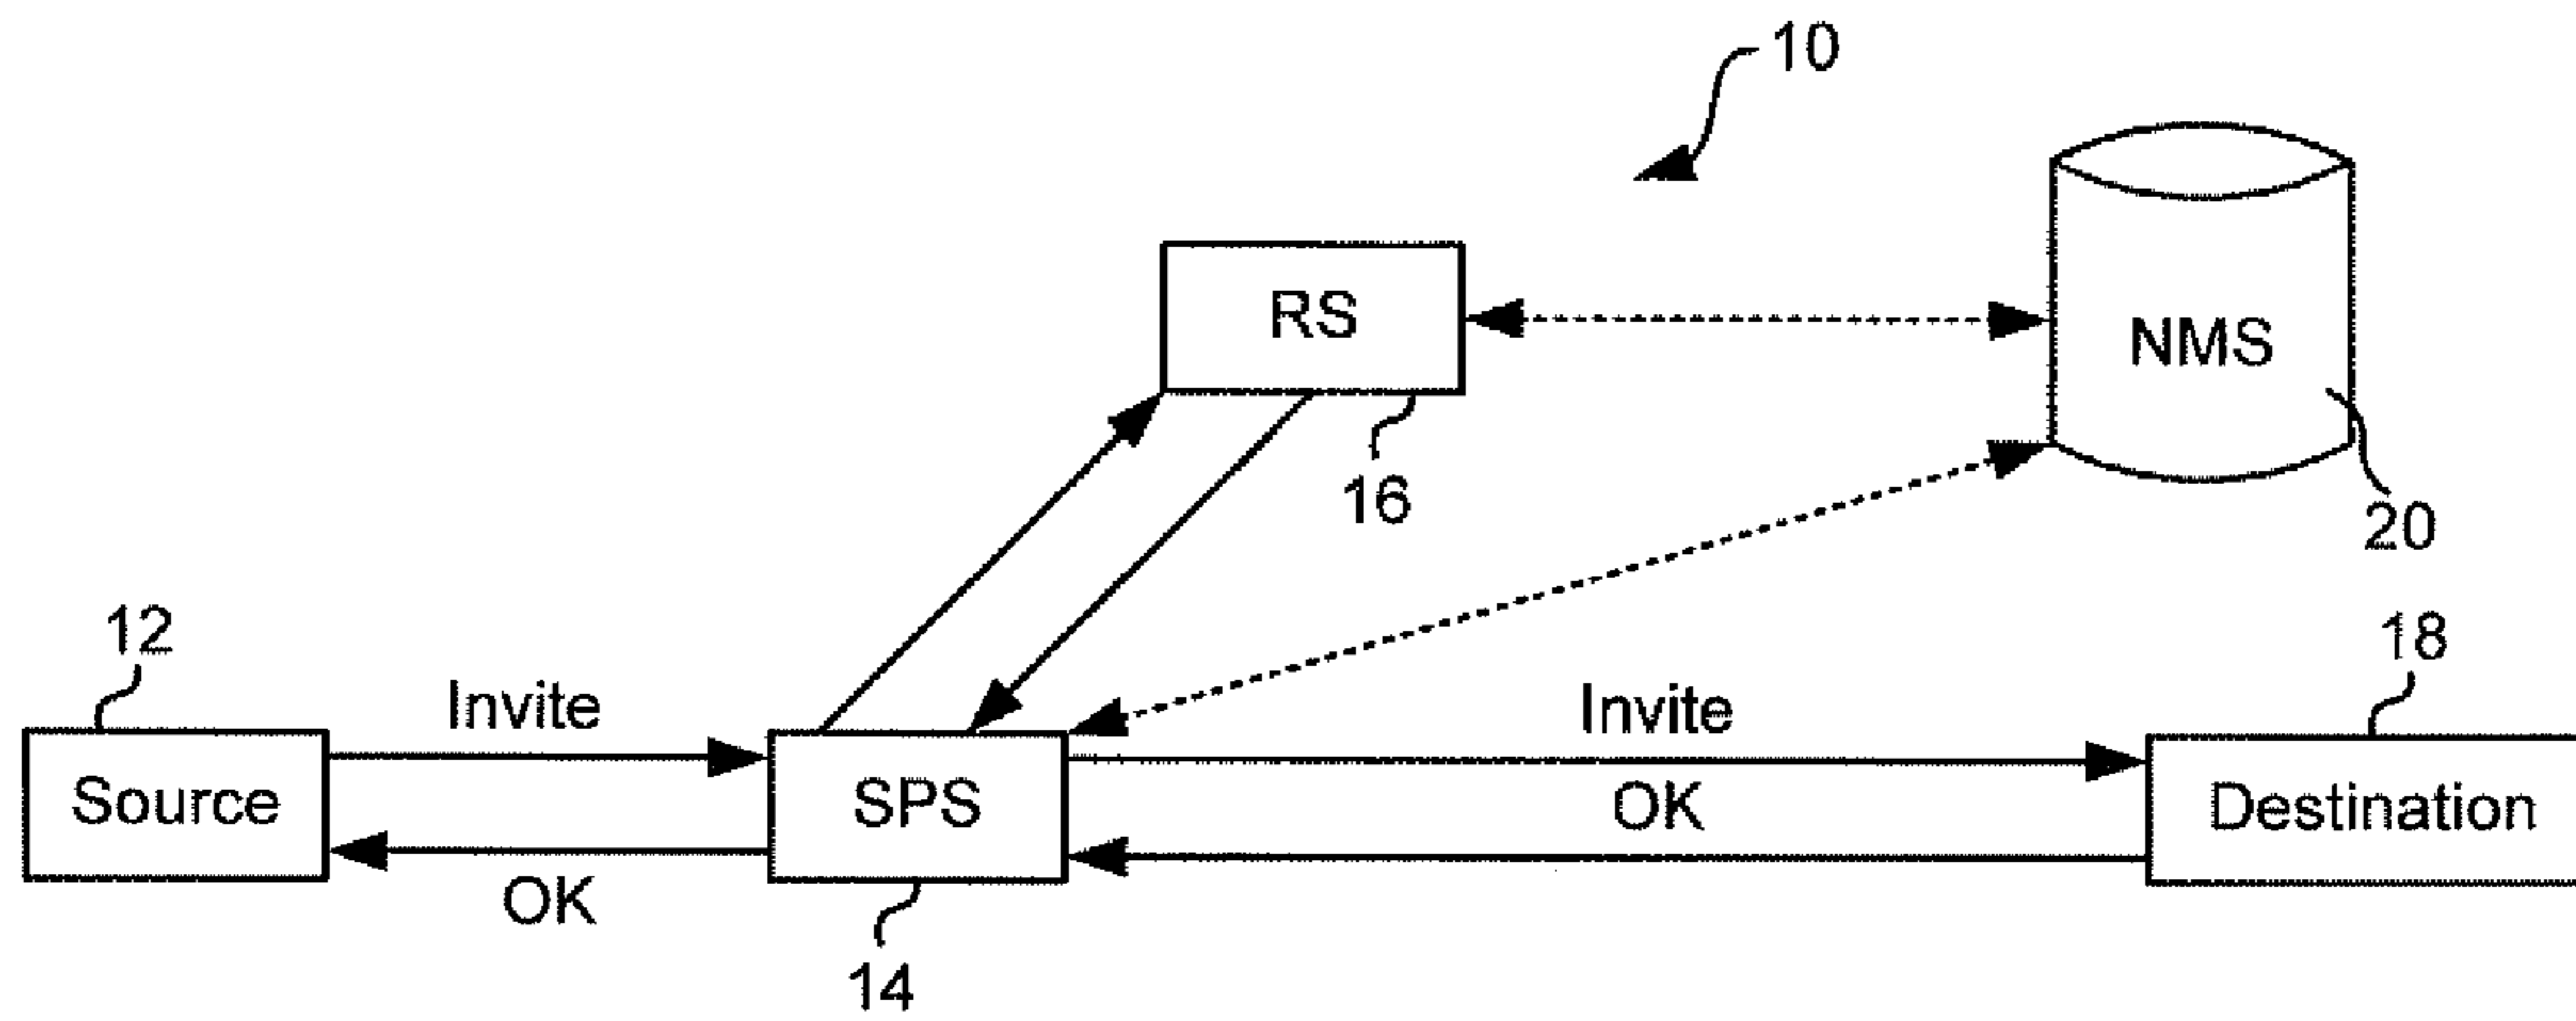 10
RS
NMS
16
20
12
18
Invite
Invite
Source
SPS
OK
Destination
OK
14